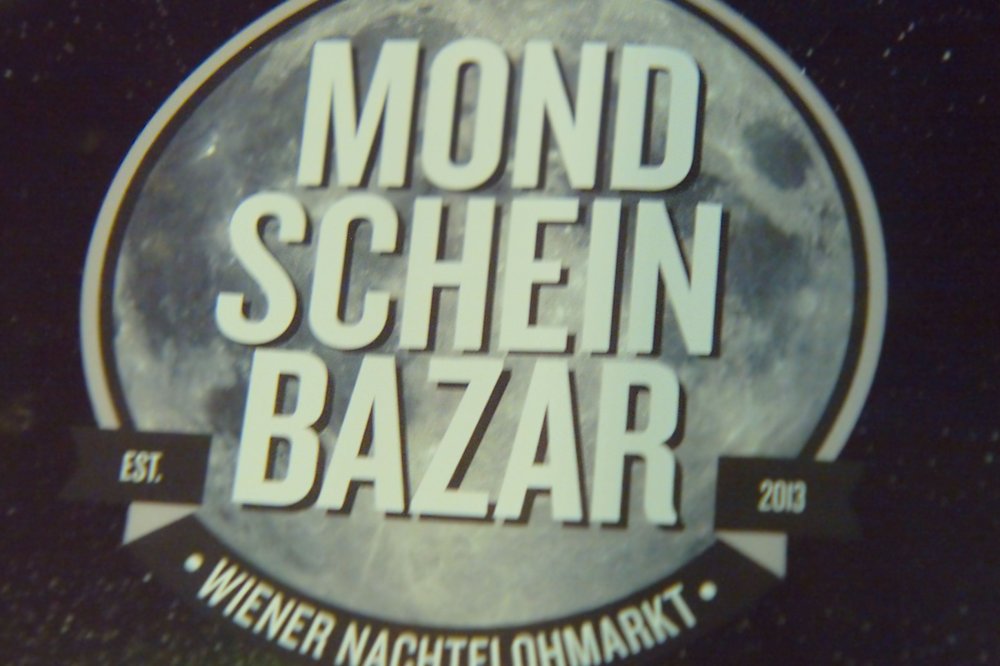 MOND
SCHEIN
BAZAR
EST.
2013
• WIENER NACHTFLOHMARKT •